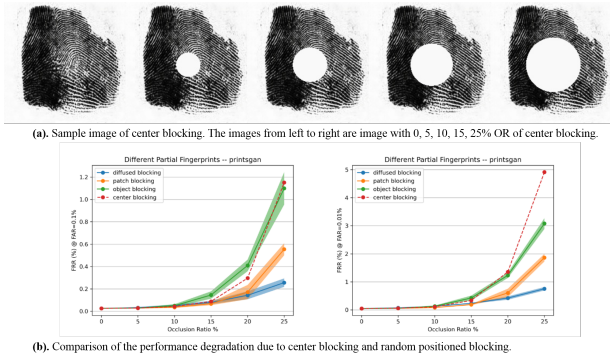 (a). Sample image of center blocking. The images from left to right are image with 0, 5, 10, 15, 25% OR of center blocking.
Different Partial Fingerprints -- printsgan
diffused blocking
patch blocking
object blocking
center blocking
FRR (%) @ FAR=0.1%
1.2
1.0
0.8
0.6
0.4
0.2
0.0
0 5 10 15 20 25
Occlusion Ratio %
Different Partial Fingerprints -- printsgan
diffused blocking
patch blocking
object blocking
center blocking
FRR (%) @ FAR=0.01%
5
4
3
2
1
0
0 5 10 15 20 25
Occlusion Ratio %
(b). Comparison of the performance degradation due to center blocking and random positioned blocking.